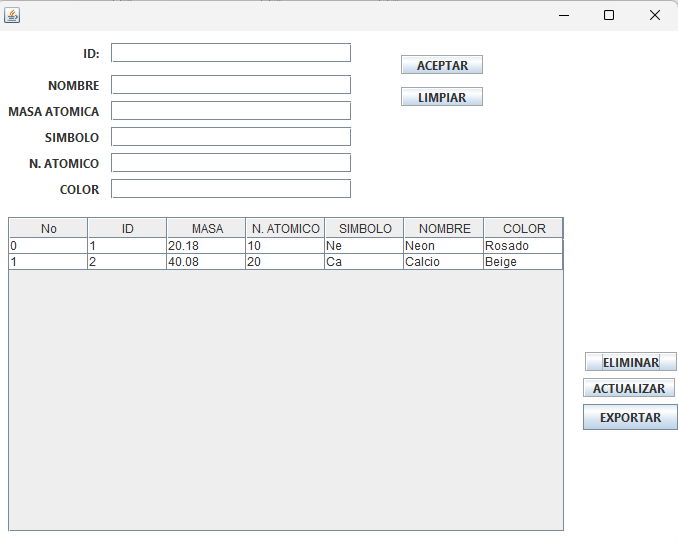 ID:
ACEPTAR
NOMBRE
LIMPIAR
MASA ATOMICA
SIMBOLO
N. ATOMICO
COLOR
No ID MASA N. ATOMICO SIMBOLO NOMBRE COLOR
0 1 20.18 10 Ne Neon Rosado
1 2 40.08 20 Ca Calcio Beige
ELIMINAR
ACTUALIZAR
EXPORTAR